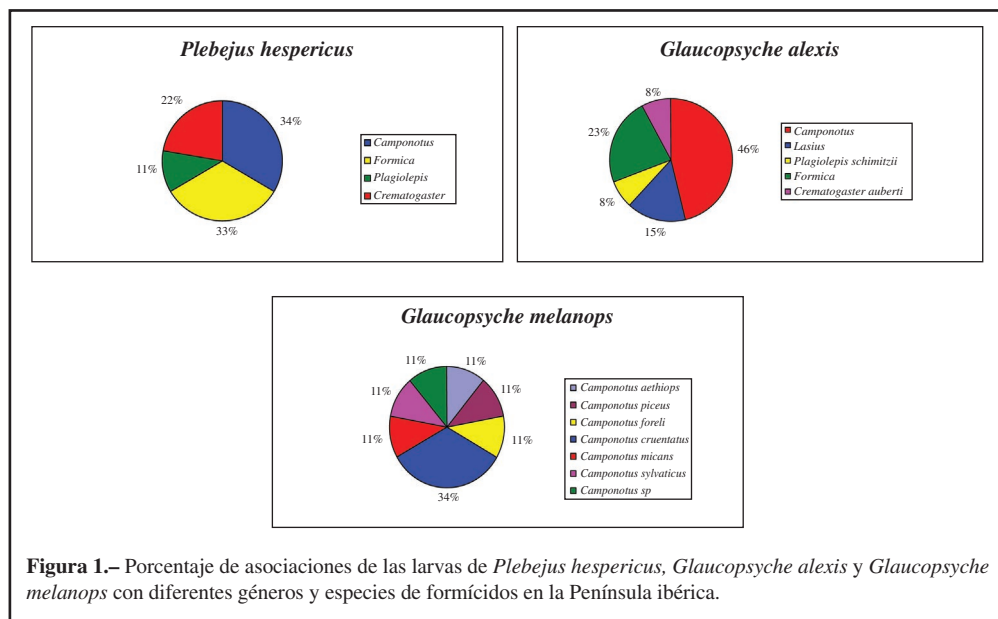 Plebejus hespericus
22%
34%
11%
33%
Camponotus
Formica
Plagiolepis
Crematogaster
Glaucopsyche alexis
8%
23%
46%
8%
15%
Camponotus
Lasius
Plagiolepis schimitzii
Formica
Crematogaster auberti
Glaucopsyche melanops
11%
11%
11%
11%
11%
11%
34%
Camponotus aethiops
Camponotus piceus
Camponotus foreli
Camponotus cruentatus
Camponotus micans
Camponotus sylvaticus
Camponotus sp
Figura 1.– Porcentaje de asociaciones de las larvas de Plebejus hespericus, Glaucopsyche alexis y Glaucopsyche
melanops con diferentes géneros y especies de formícidos en la Península ibérica.